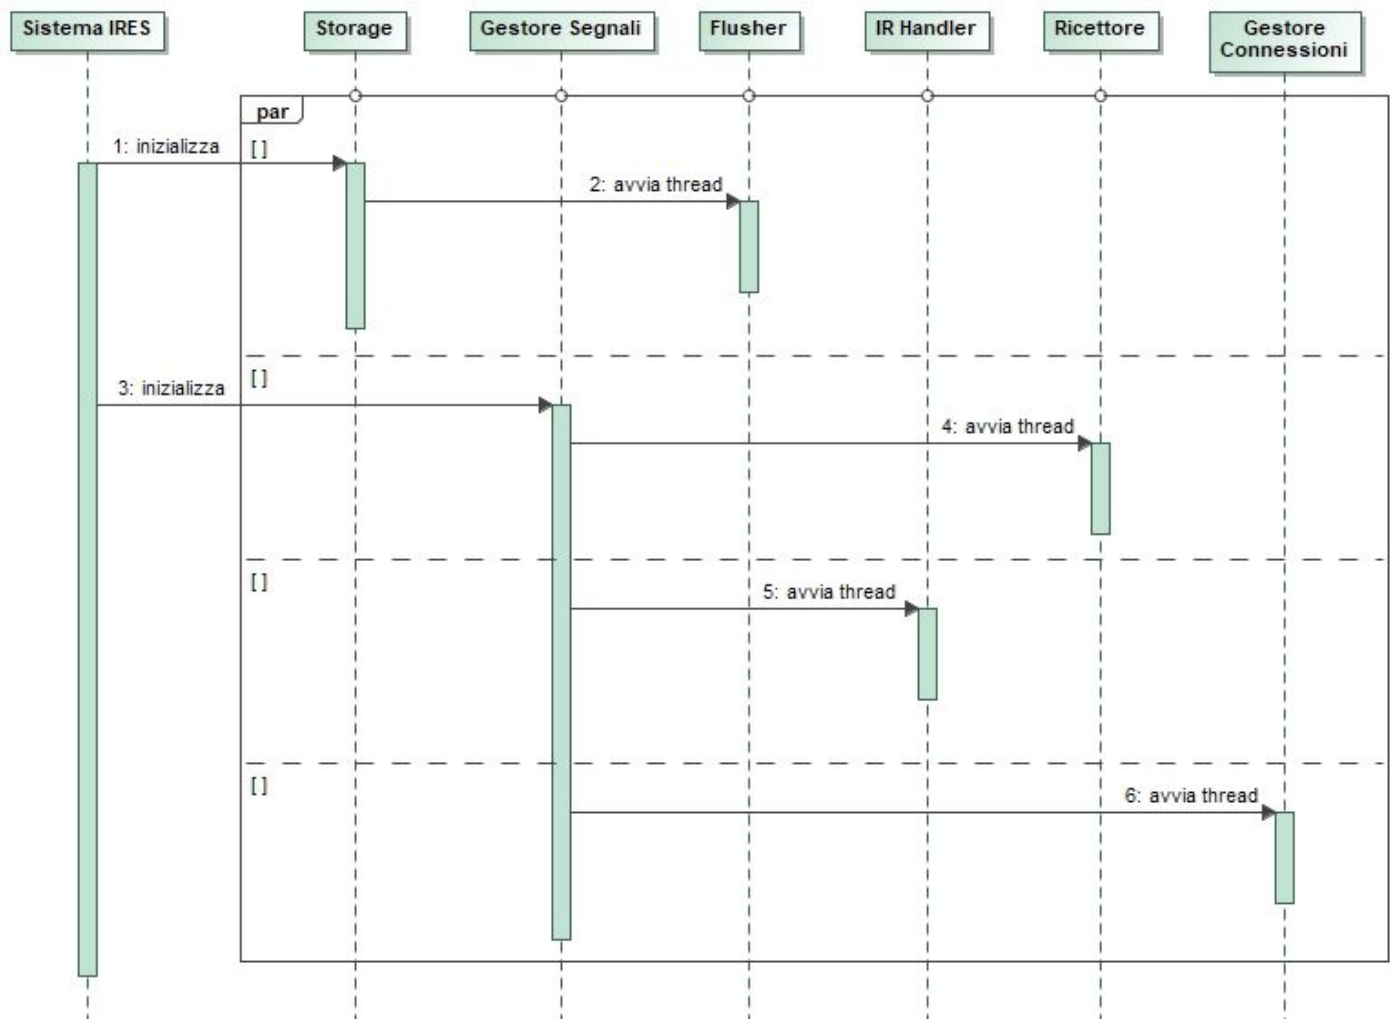 Sistema IRES
Storage
Gestore Segnali
Flusher
IR Handler
Ricettore
Gestore
Connessioni
par
1: inizializza
[ ]
2: avvia thread
[ ]
3: inizializza
4: avvia thread
[ ]
5: avvia thread
[ ]
6: avvia thread